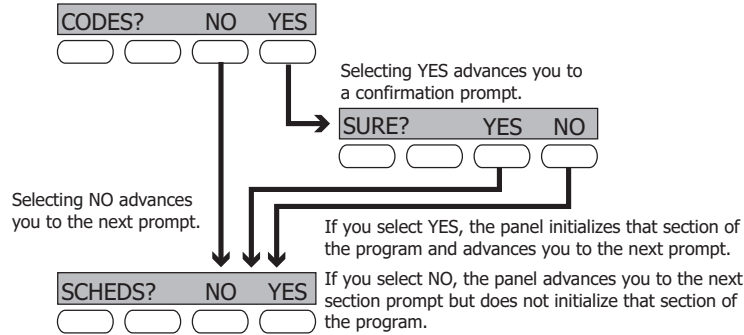 CODES? NO YES
Selecting YES advances you to
a confirmation prompt.
SURE? YES NO
Selecting NO advances
you to the next prompt.
If you select YES, the panel initializes that section of
the program and advances you to the next prompt.
SCHEDS? NO YES
If you select NO, the panel advances you to the next
section prompt but does not initialize that section of
the program.